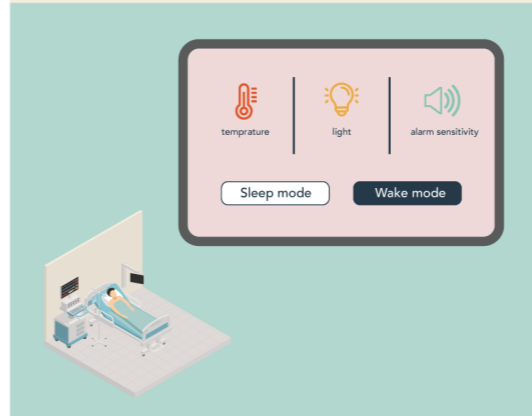 temprature
light
alarm sensitivity
Sleep mode
Wake mode